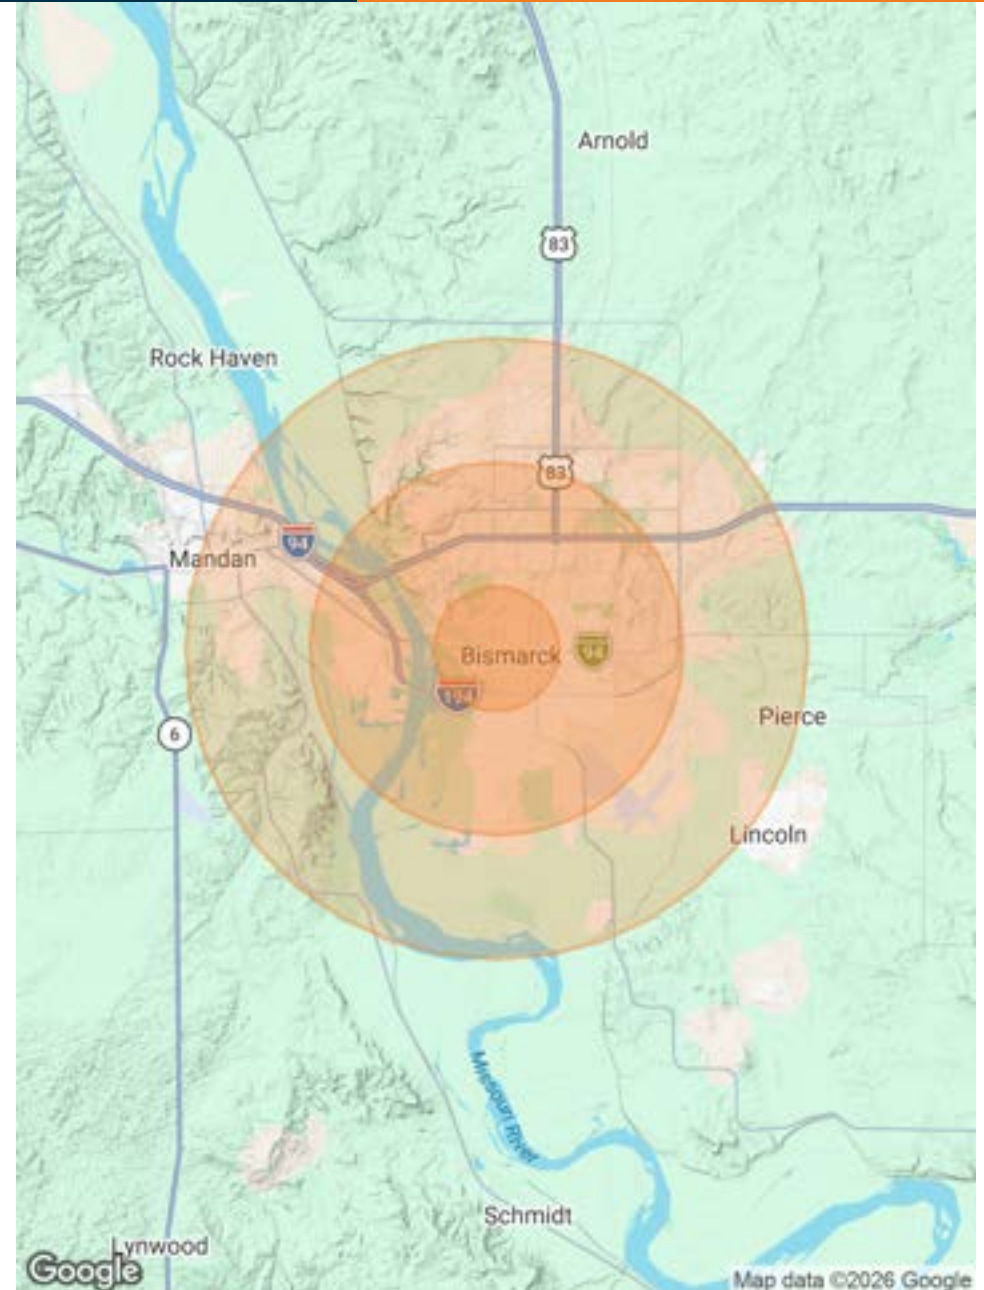 Arnold
83
Rock Haven
83
94
Mandan
Bismarck
94
194
Pierce
6
Lincoln
Missouri River
Schmidt
Lynwood
Google
Map data ©2026 Google